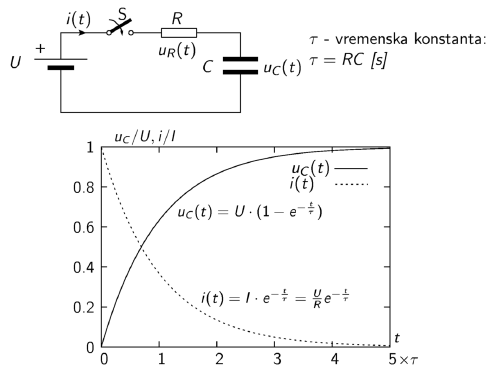 i(t) S R
+
U
u_R(t)
C u_C(t)
τ - vremenska konstanta:
τ = RC [s]
u_C/U, i/I
1
0.8
0.6
0.4
0.2
0
u_C(t)
i(t)
u_C(t) = U · (1 − e^{−t/τ})
i(t) = I · e^{−t/τ} = U/R e^{−t/τ}
t
0 1 2 3 4 5×τ